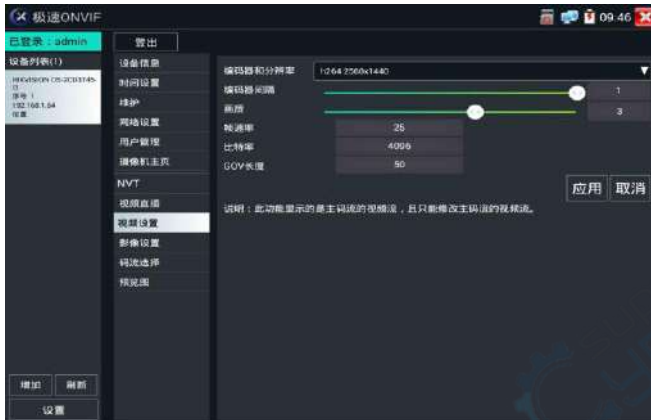 极速ONVIF
09:46
已登录：admin
登出
设备列表(1)
HIKVISION DS-2CD3145-
序号：1
192.168.1.64
位置
设备信息
时间设置
维护
网络设置
用户管理
摄像机主页
NVT
视频直播
视频设置
影像设置
码流选择
预览图
编码器和分辨率
h264 2560x1440
编码器间隔
1
画质
3
帧速率
25
比特率
4096
GOV长度
50
应用
取消
说明：此功能显示的是主码流的视频流，且只能修改主码流的视频流。
增加
刷新
设置